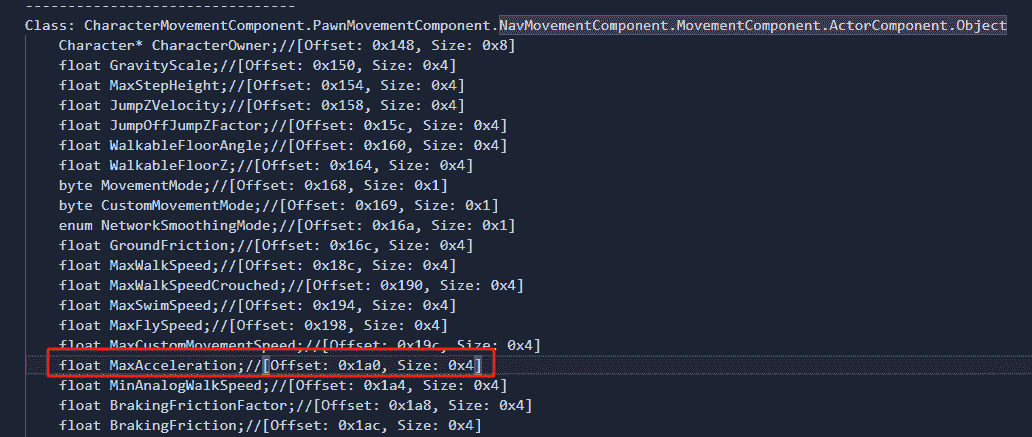 --------------------------------
Class: CharacterMovementComponent.PawnMovementComponent.NavMovementComponent.MovementComponent.ActorComponent.Object
Character* CharacterOwner;//[Offset: 0x148, Size: 0x8]
float GravityScale;//[Offset: 0x150, Size: 0x4]
float MaxStepHeight;//[Offset: 0x154, Size: 0x4]
float JumpZVelocity;//[Offset: 0x158, Size: 0x4]
float JumpOffJumpZFactor;//[Offset: 0x15c, Size: 0x4]
float WalkableFloorAngle;//[Offset: 0x160, Size: 0x4]
float WalkableFloorZ;//[Offset: 0x164, Size: 0x4]
byte MovementMode;//[Offset: 0x168, Size: 0x1]
byte CustomMovementMode;//[Offset: 0x169, Size: 0x1]
enum NetworkSmoothingMode;//[Offset: 0x16a, Size: 0x1]
float GroundFriction;//[Offset: 0x16c, Size: 0x4]
float MaxWalkSpeed;//[Offset: 0x18c, Size: 0x4]
float MaxWalkSpeedCrouched;//[Offset: 0x190, Size: 0x4]
float MaxSwimSpeed;//[Offset: 0x194, Size: 0x4]
float MaxFlySpeed;//[Offset: 0x198, Size: 0x4]
float MaxCustomMovementSpeed;//[Offset: 0x19c, Size: 0x4]
float MaxAcceleration;//[Offset: 0x1a0, Size: 0x4]
float MinAnalogWalkSpeed;//[Offset: 0x1a4, Size: 0x4]
float BrakingFrictionFactor;//[Offset: 0x1a8, Size: 0x4]
float BrakingFriction;//[Offset: 0x1ac, Size: 0x4]